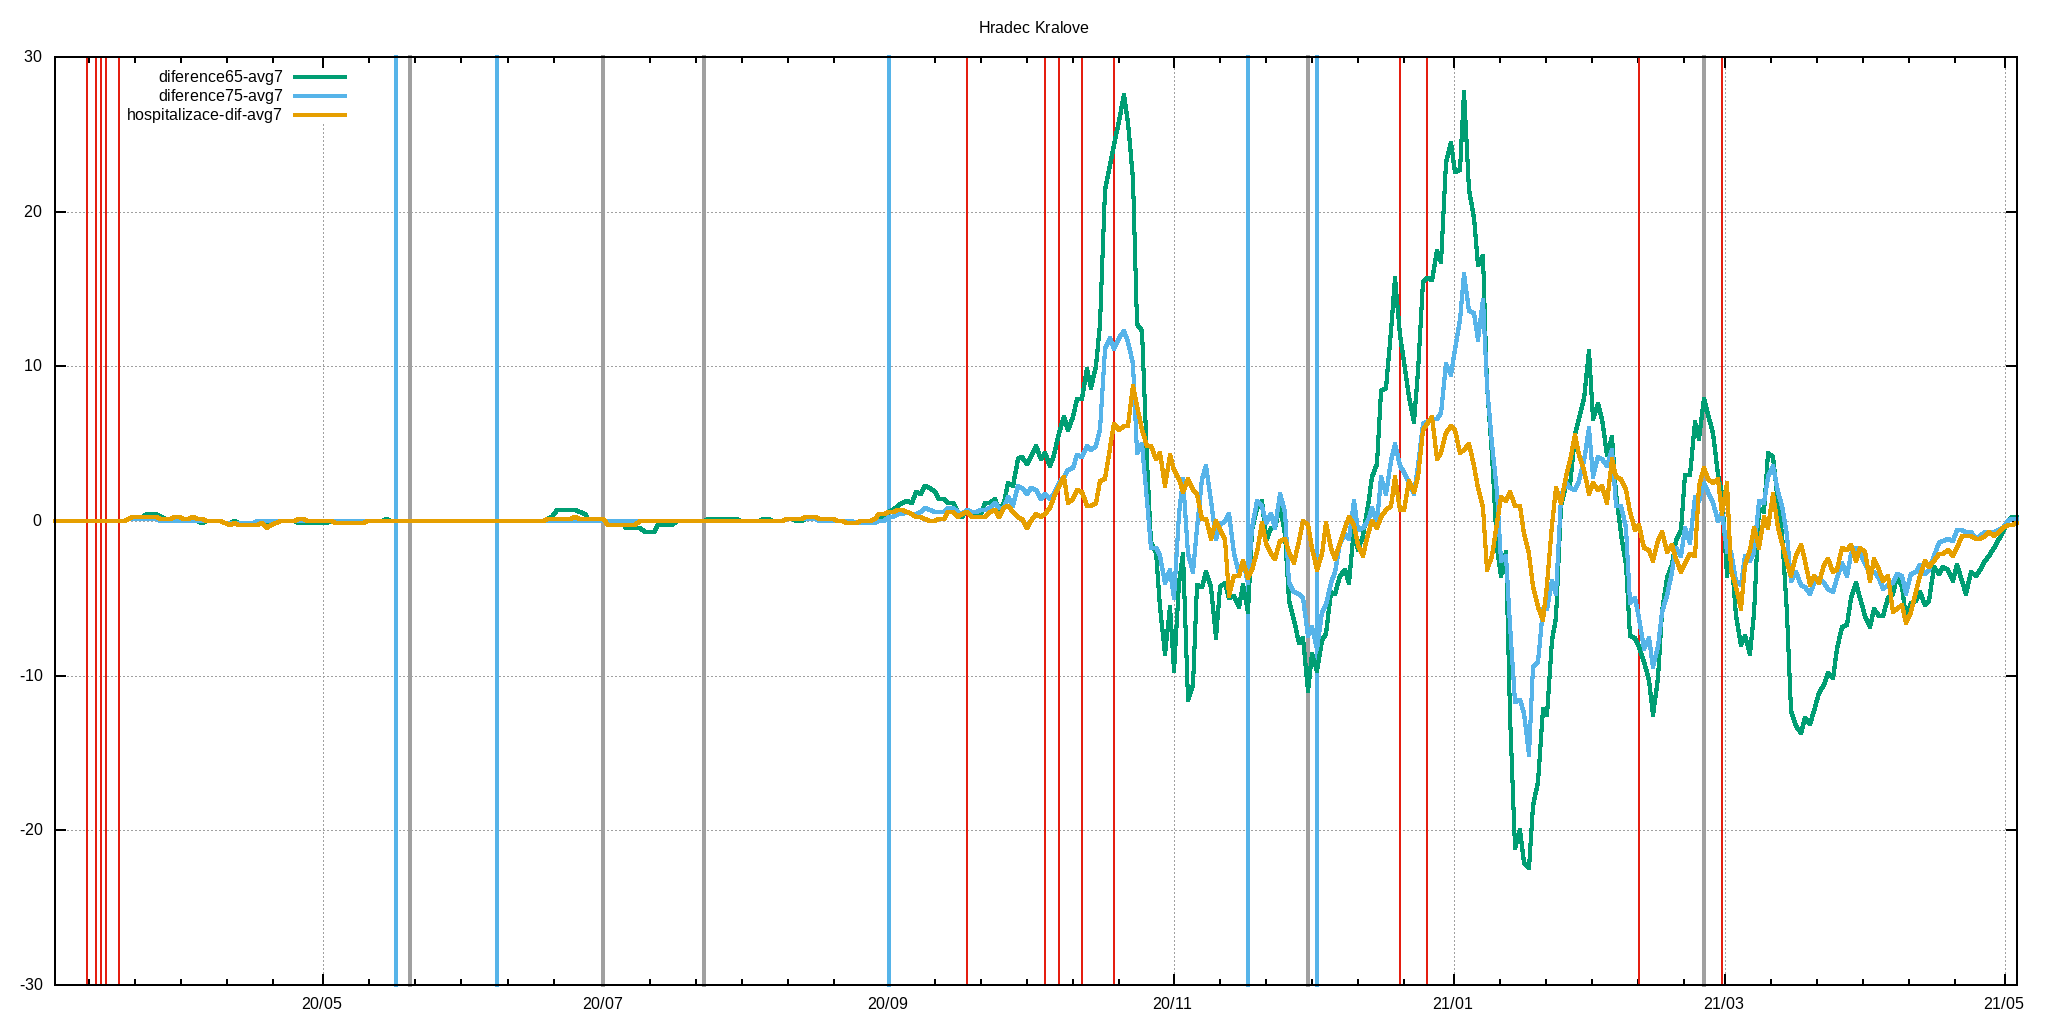 Hradec Kralove
30
diference65-avg7
diference75-avg7
hospitalizace-dif-avg7
20
10
0
-10
-20
-30
20/05 20/07 20/09 20/11 21/01 21/03 21/05